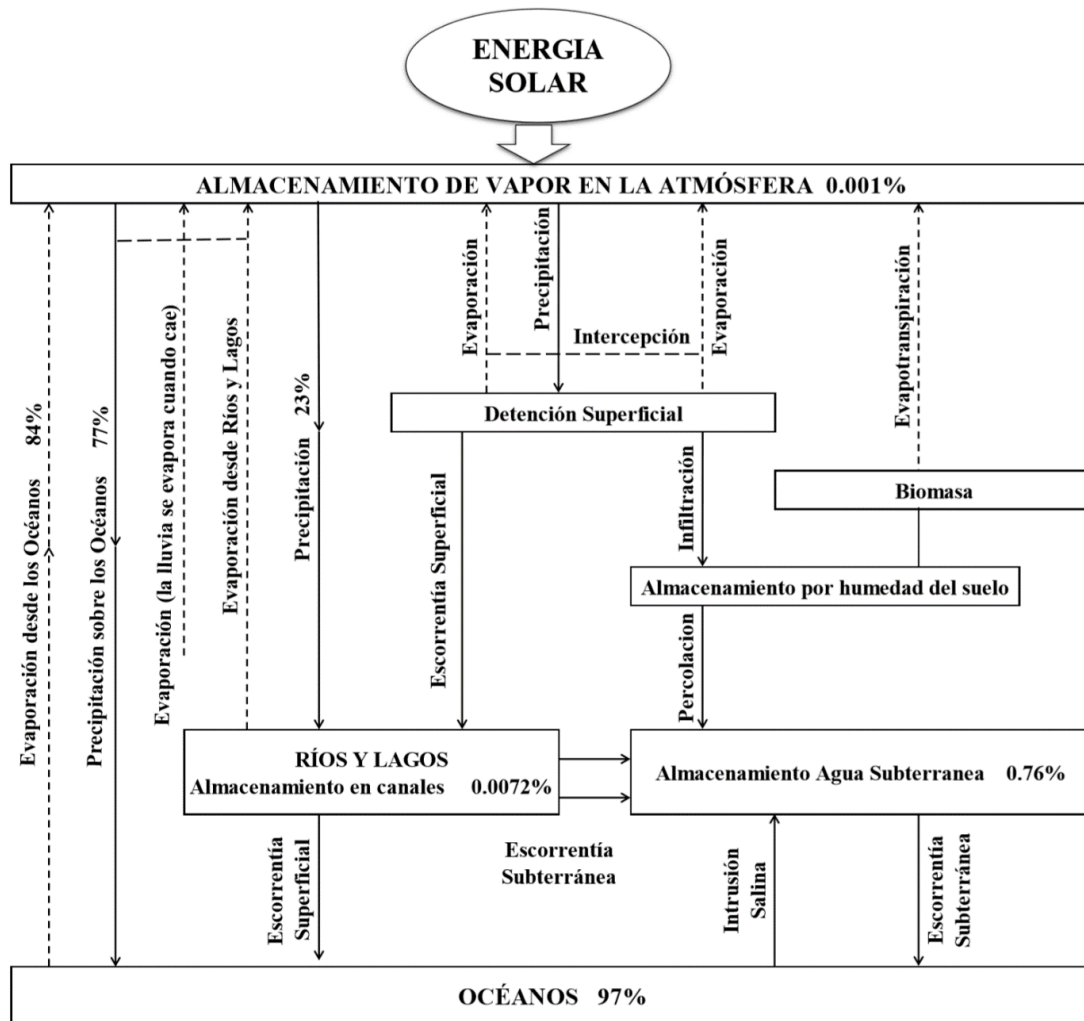 ENERGIA
SOLAR
ALMACENAMIENTO DE VAPOR EN LA ATMÓSFERA 0.001%
Evaporación desde los Océanos 84%
Precipitación sobre los Océanos 77%
Evaporación (la lluvia se evapora cuando cae)
Evaporación desde Ríos y Lagos
Precipitación 23%
Evaporación
Precipitación
Evaporación
Intercepción
Evapotranspiración
Detención Superficial
Escorrentía Superficial
Infiltración
Biomasa
Almacenamiento por humedad del suelo
Percolacion
RÍOS Y LAGOS
Almacenamiento en canales 0.0072%
Almacenamiento Agua Subterranea 0.76%
Escorrentía
Superficial
Escorrentía
Subterránea
Intrusión
Salina
Escorrentía
Subterránea
OCÉANOS 97%